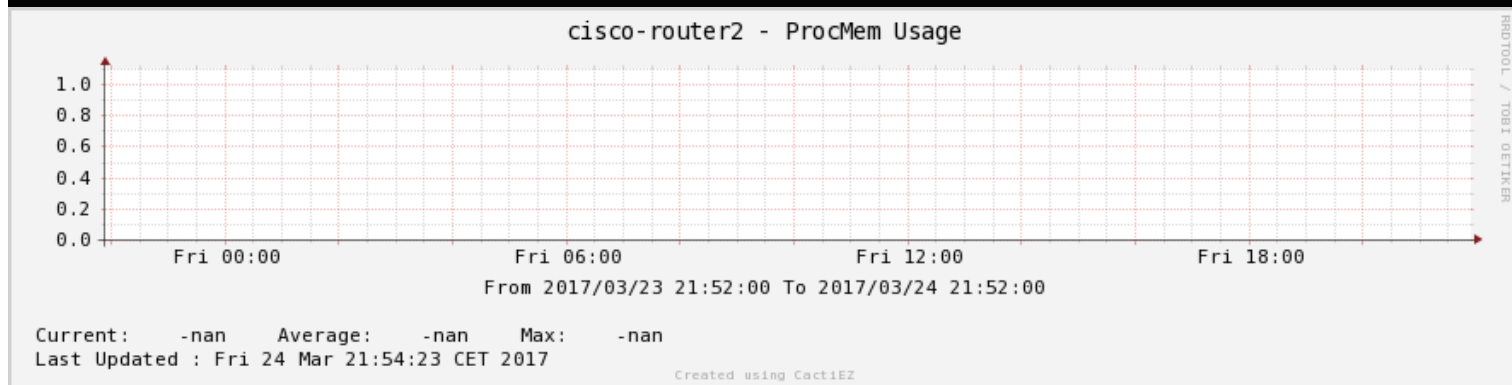 cisco-router2 - ProcMem Usage
RRDTOOL / TOBI OETIKER
1.0
0.8
0.6
0.4
0.2
0.0
Fri 00:00 Fri 06:00 Fri 12:00 Fri 18:00
From 2017/03/23 21:52:00 To 2017/03/24 21:52:00
Current: -nan Average: -nan Max: -nan
Last Updated : Fri 24 Mar 21:54:23 CET 2017
Created using CactiEZ